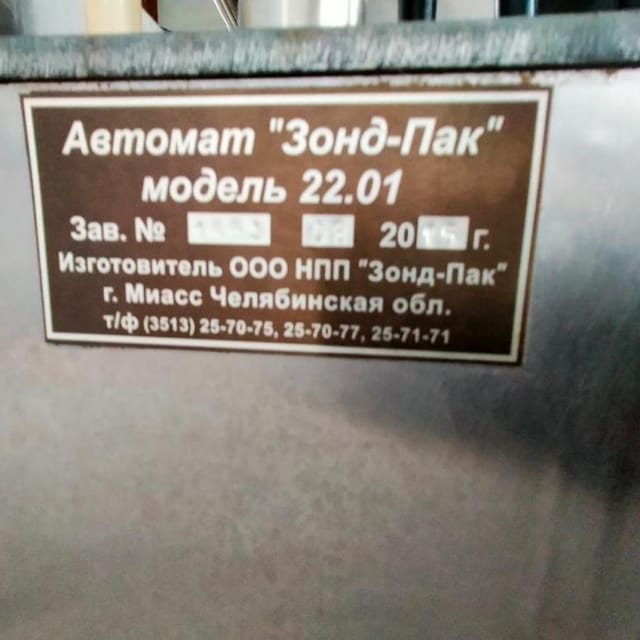 Автомат "Зонд-Пак"
модель 22.01
Зав. № 20 г.
Изготовитель ООО НПП "Зонд-Пак"
г. Миасс Челябинская обл.
т/ф (3513) 25-70-75, 25-70-77, 25-71-71